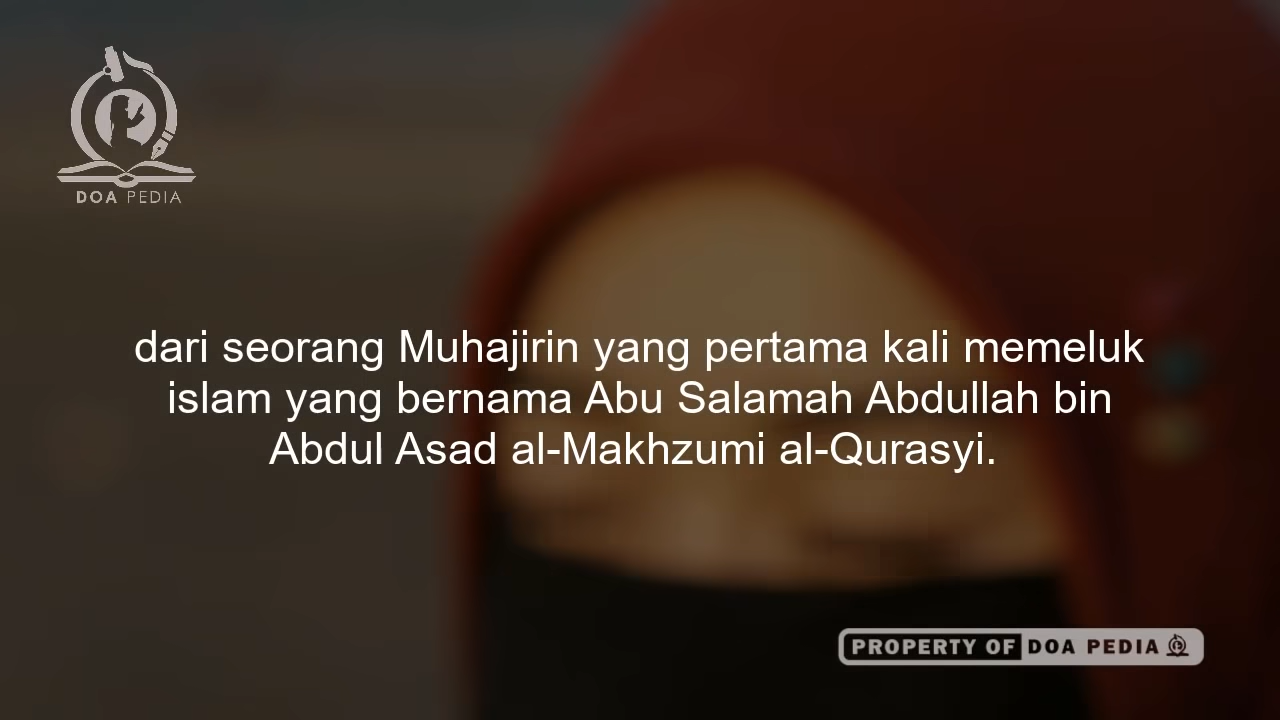 DOA PEDIA
dari seorang Muhajirin yang pertama kali memeluk
islam yang bernama Abu Salamah Abdullah bin
Abdul Asad al-Makhzumi al-Qurasyi.
PROPERTY OF DOA PEDIA